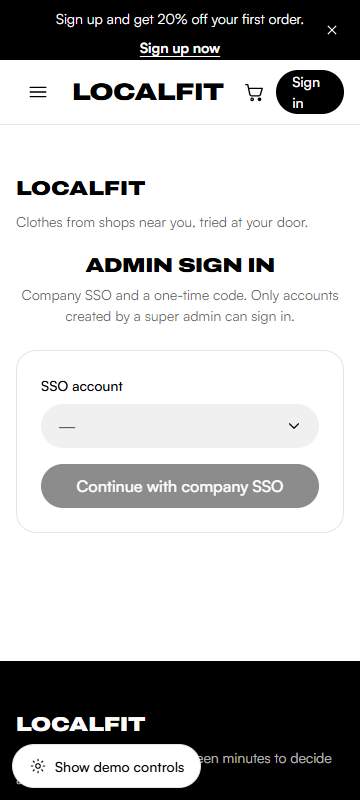 Sign up and get 20% off your first order.
Sign up now
LOCALFIT
Sign
in
LOCALFIT
Clothes from shops near you, tried at your door.
ADMIN SIGN IN
Company SSO and a one-time code. Only accounts
created by a super admin can sign in.
SSO account
—
Continue with company SSO
LOCALFIT
minutes to decide
Show demo controls